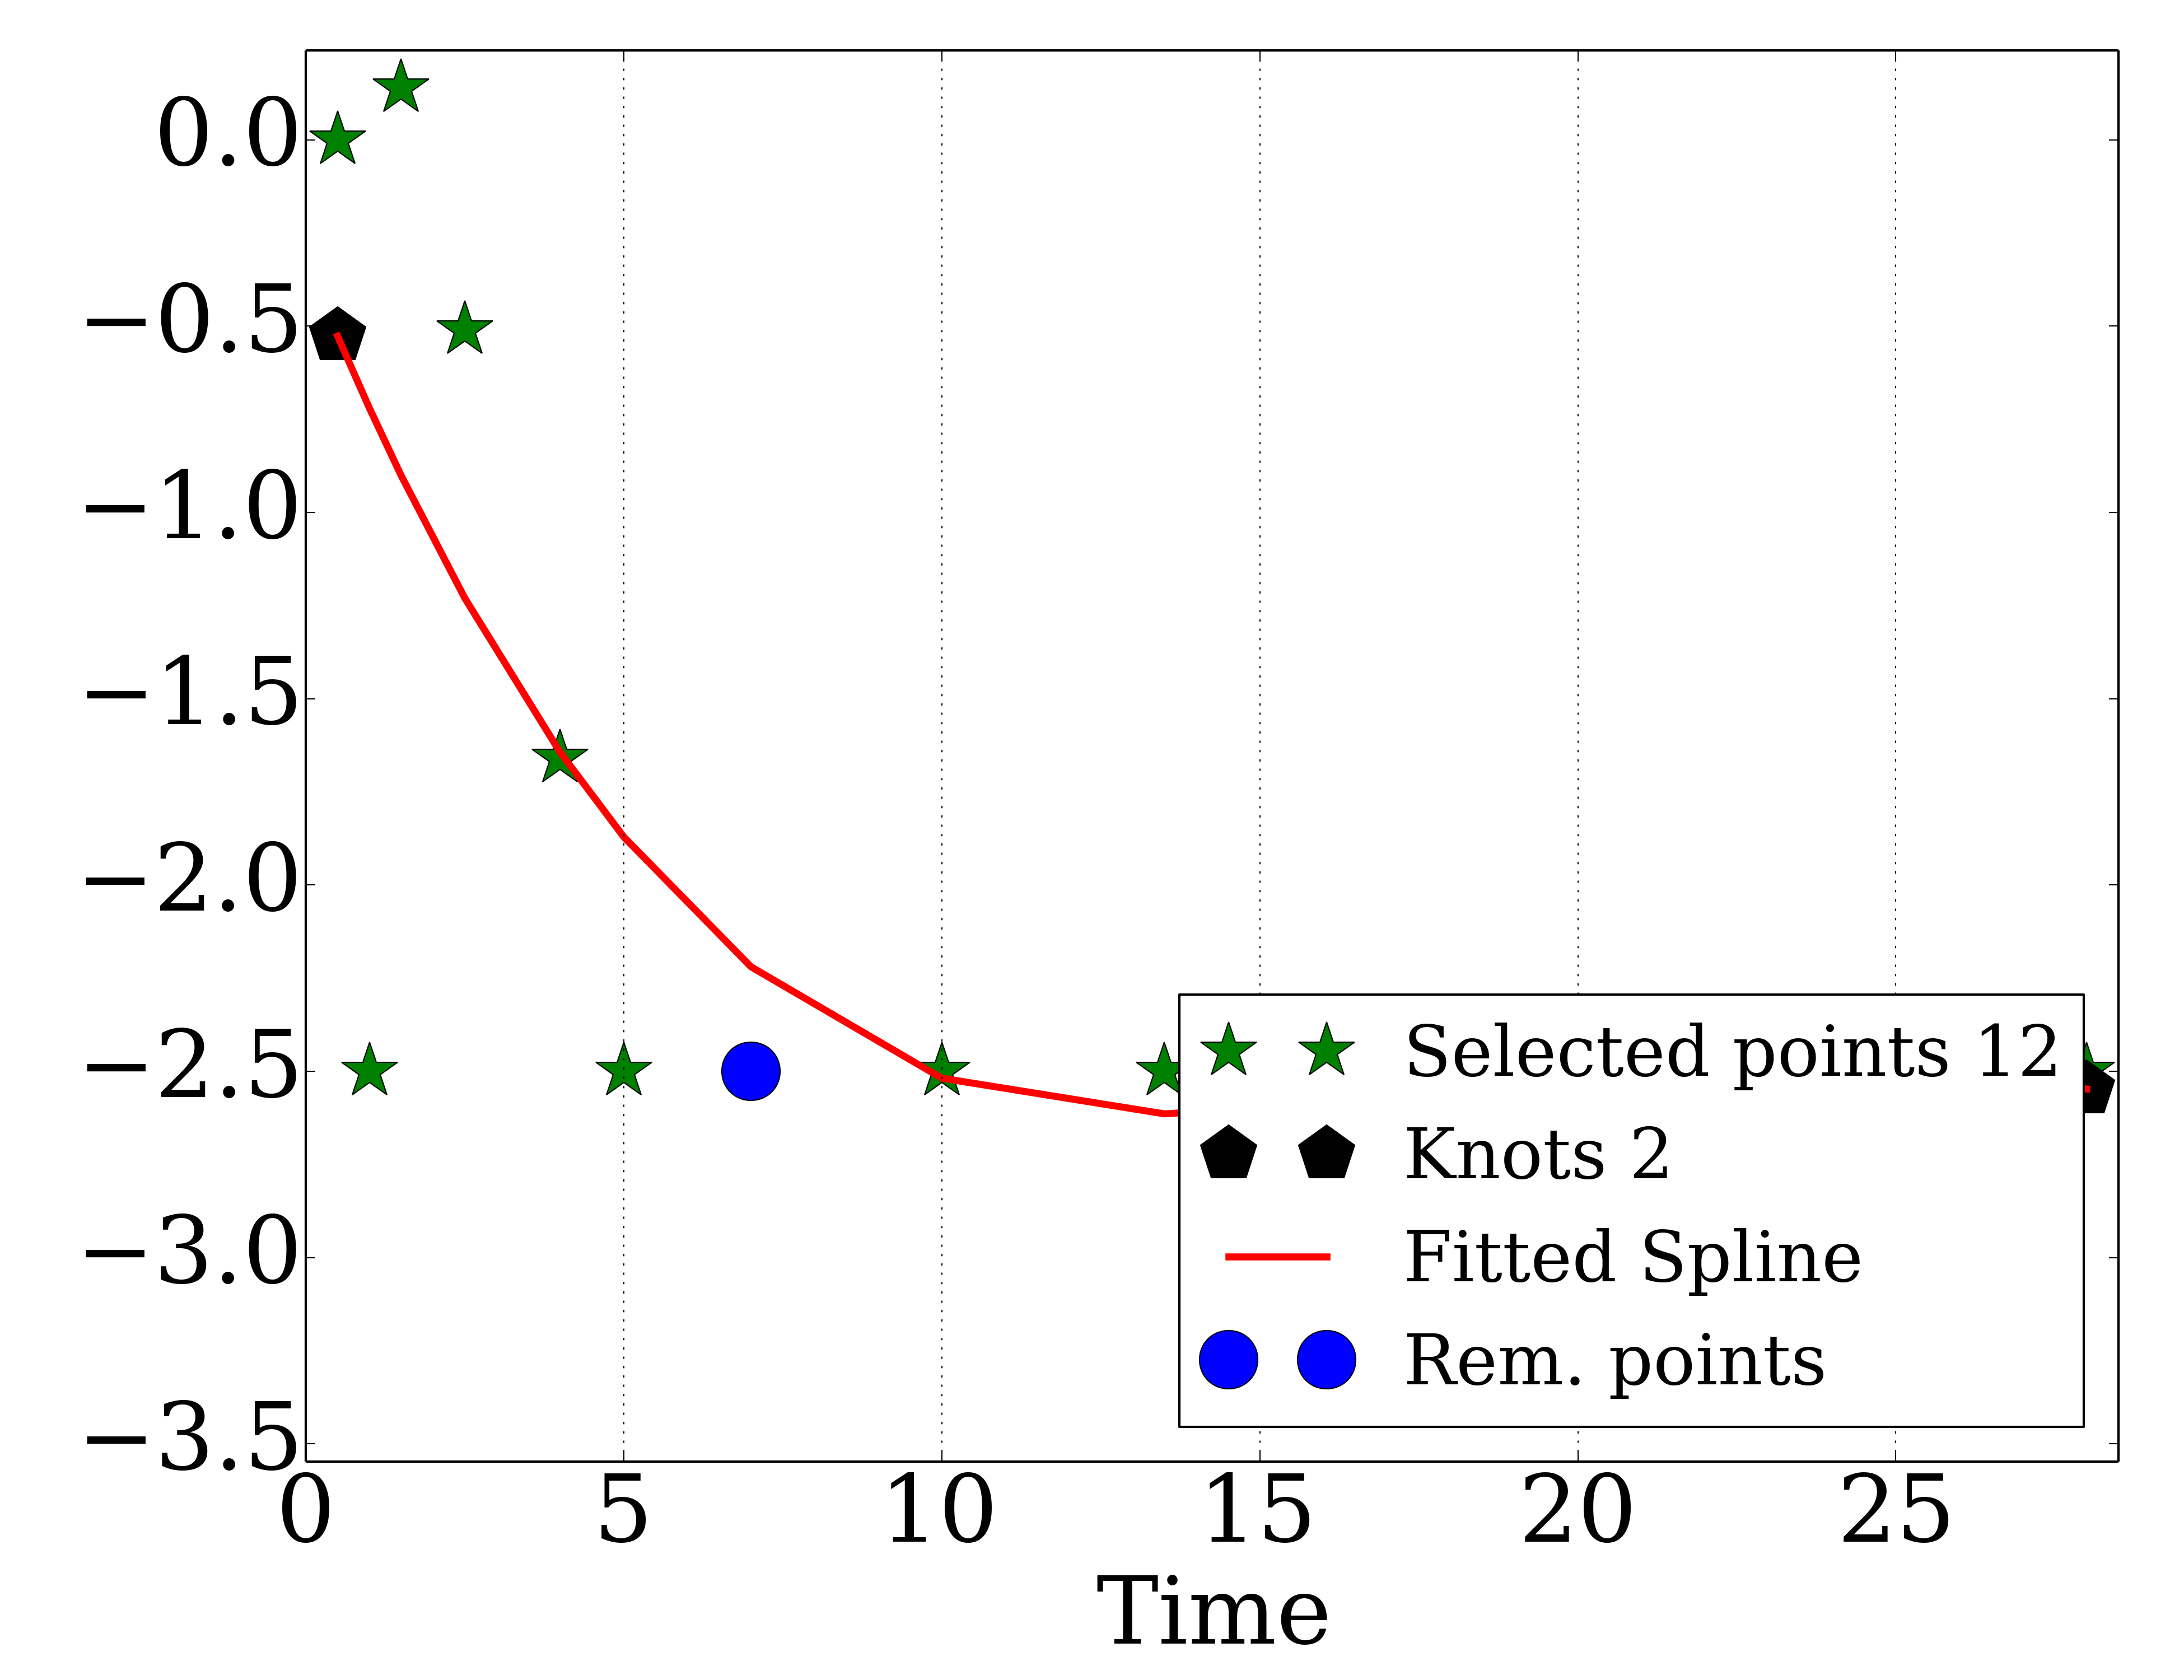 0.0
−0.5
−1.0
−1.5
−2.0
−2.5
−3.0
−3.5
Selected points 12
Knots 2
Fitted Spline
Rem. points
0 5 10 15 20 25
Time